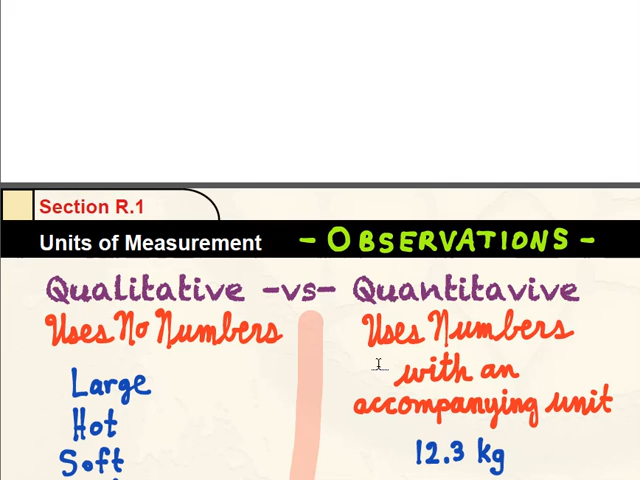 Section R.1
Units of Measurement - OBSERVATIONS -
Qualitative -vs- Quantitavive
Uses No Numbers
Uses Numbers
with an
accompanying unit
Large
Hot
Soft
12.3 kg